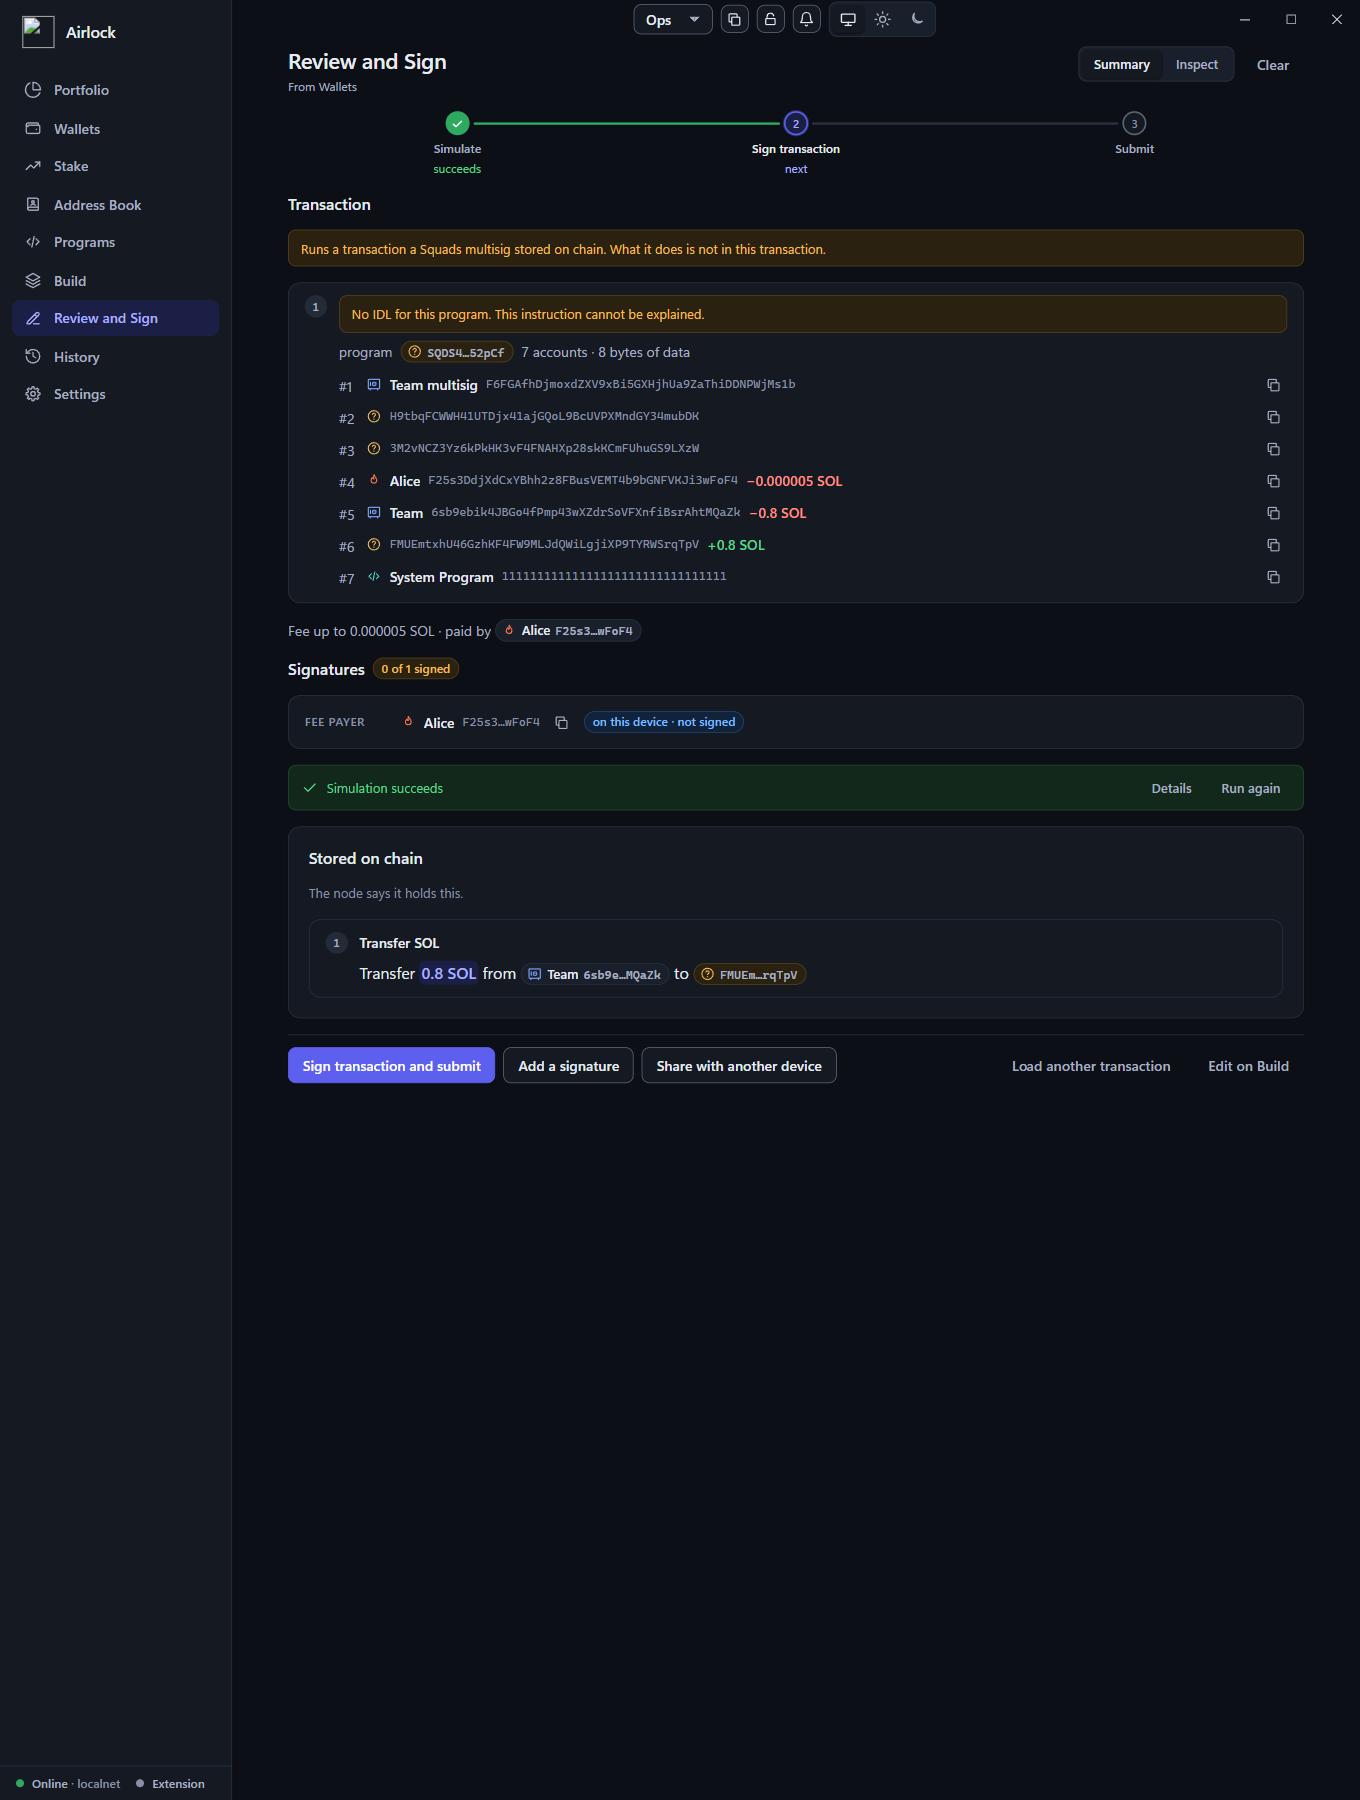 Airlock
Ops
Portfolio
Wallets
Stake
Address Book
Programs
Build
Review and Sign
History
Settings
Review and Sign
From Wallets
Summary
Inspect
Clear
2
3
Simulate
Sign transaction
Submit
succeeds
next
Transaction
Runs a transaction a Squads multisig stored on chain. What it does is not in this transaction.
1
No IDL for this program. This instruction cannot be explained.
program SQDS4…52pCf 7 accounts · 8 bytes of data
#1 Team multisig F6FGAfhDjmoxdZXV9xBi5GXHjhUa9ZaThiDDNPWjMs1b
#2 H9tbqFCWWH41UTDjx41ajGQoL9BcUVPXMndGY34mubDK
#3 3M2vNCZ3Yz6kPkHK3vF4FNAHXp28skKCmFUhuGS9LXzW
#4 Alice F25s3DdjXdCxYBhh2z8FBusVEMT4b9bGNFVKJi3wFoF4 −0.000005 SOL
#5 Team 6sb9ebik4JBGo4fPmp43wXZdrSoVFXnfiBsrAhtMQaZk −0.8 SOL
#6 FMUEmtxhU46GzhKF4FW9MLJdQWiLgjiXP9TYRWSrqTpV +0.8 SOL
#7 System Program 11111111111111111111111111111111
Fee up to 0.000005 SOL · paid by Alice F25s3…wFoF4
Signatures 0 of 1 signed
FEE PAYER Alice F25s3…wFoF4 on this device · not signed
Simulation succeeds Details Run again
Stored on chain
The node says it holds this.
1 Transfer SOL
Transfer 0.8 SOL from Team 6sb9e…MQaZk to FMUEm…rqTpV
Sign transaction and submit
Add a signature
Share with another device
Load another transaction
Edit on Build
Online · localnet
Extension